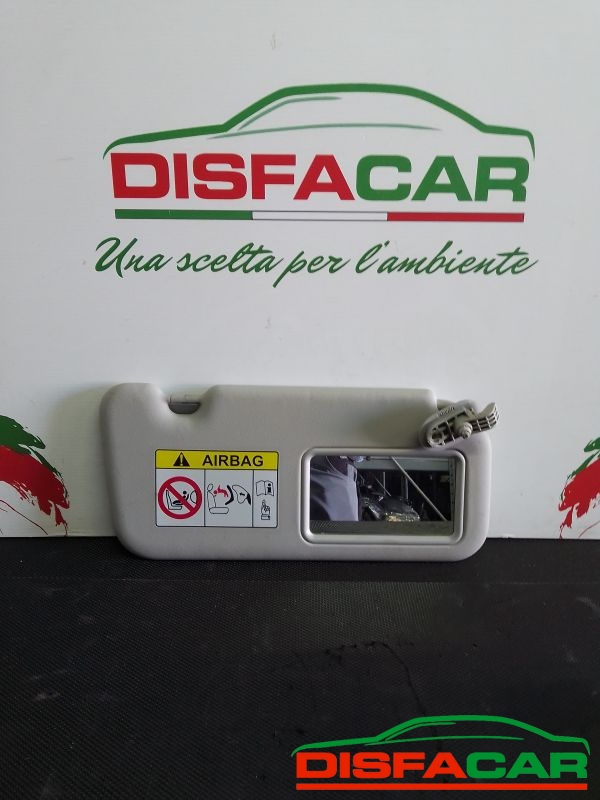 DISFACAR
Una scelta per l'ambiente
AIRBAG
DISFACAR